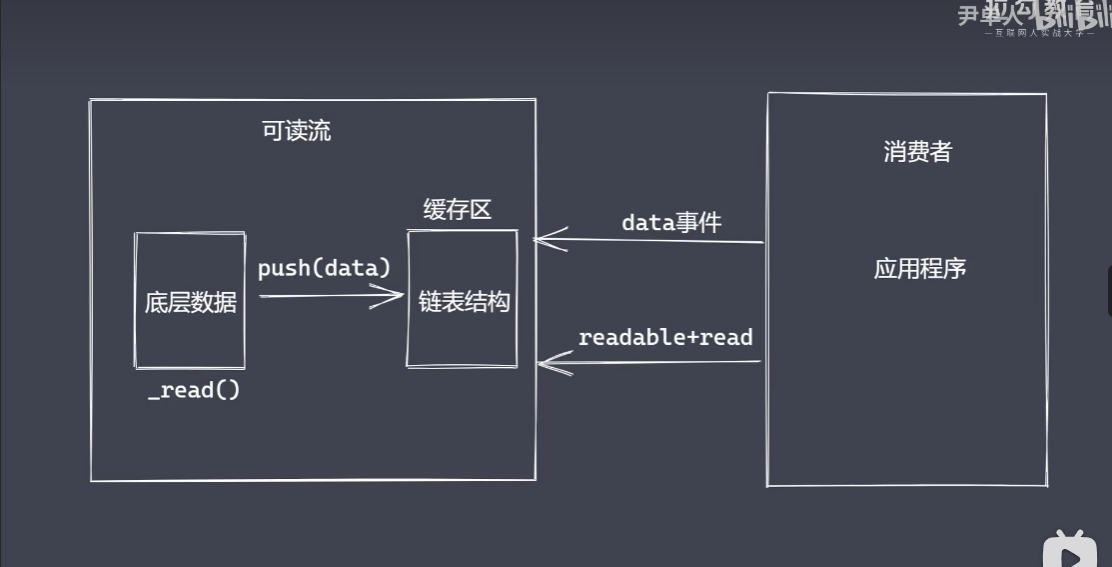 尹单人
拉勾教育
bilibili
—互联网人实战大学—
可读流
消费者
缓存区
data事件
push(data)
应用程序
底层数据
链表结构
readable+read
_read()